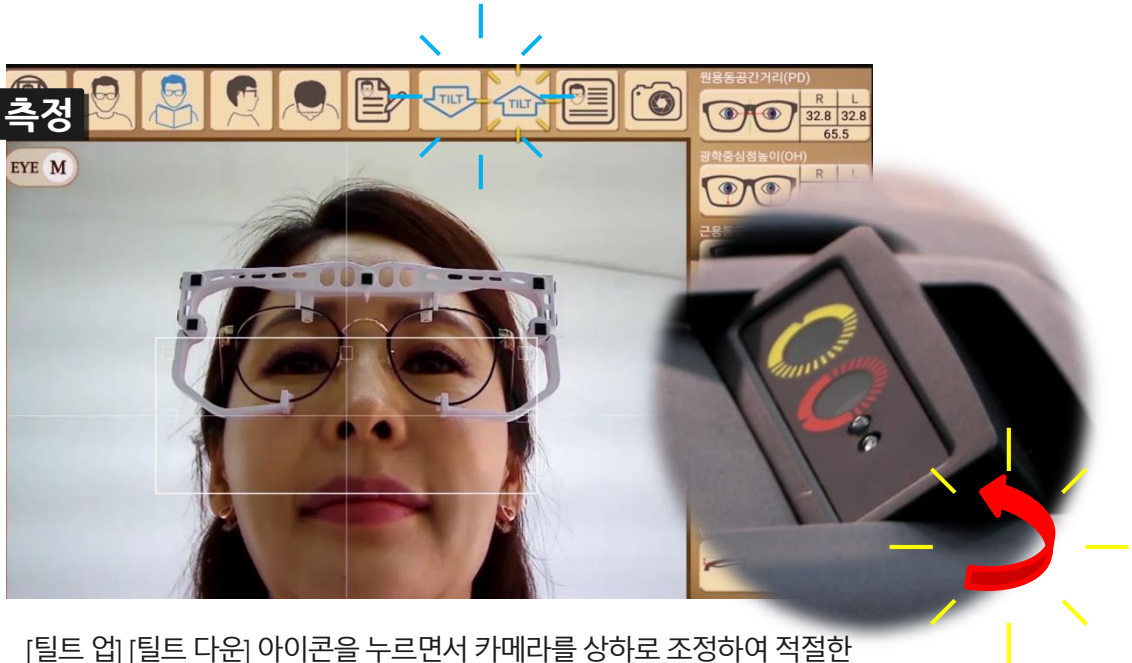 측정
EYE M
TILT
TILT
원용동공간거리(PD)
R L
32.8 32.8
65.5
광학중심점높이(OH)
R L
[틸트 업] [틸트 다운] 아이콘을 누르면서 카메라를 상하로 조정하여 적절한